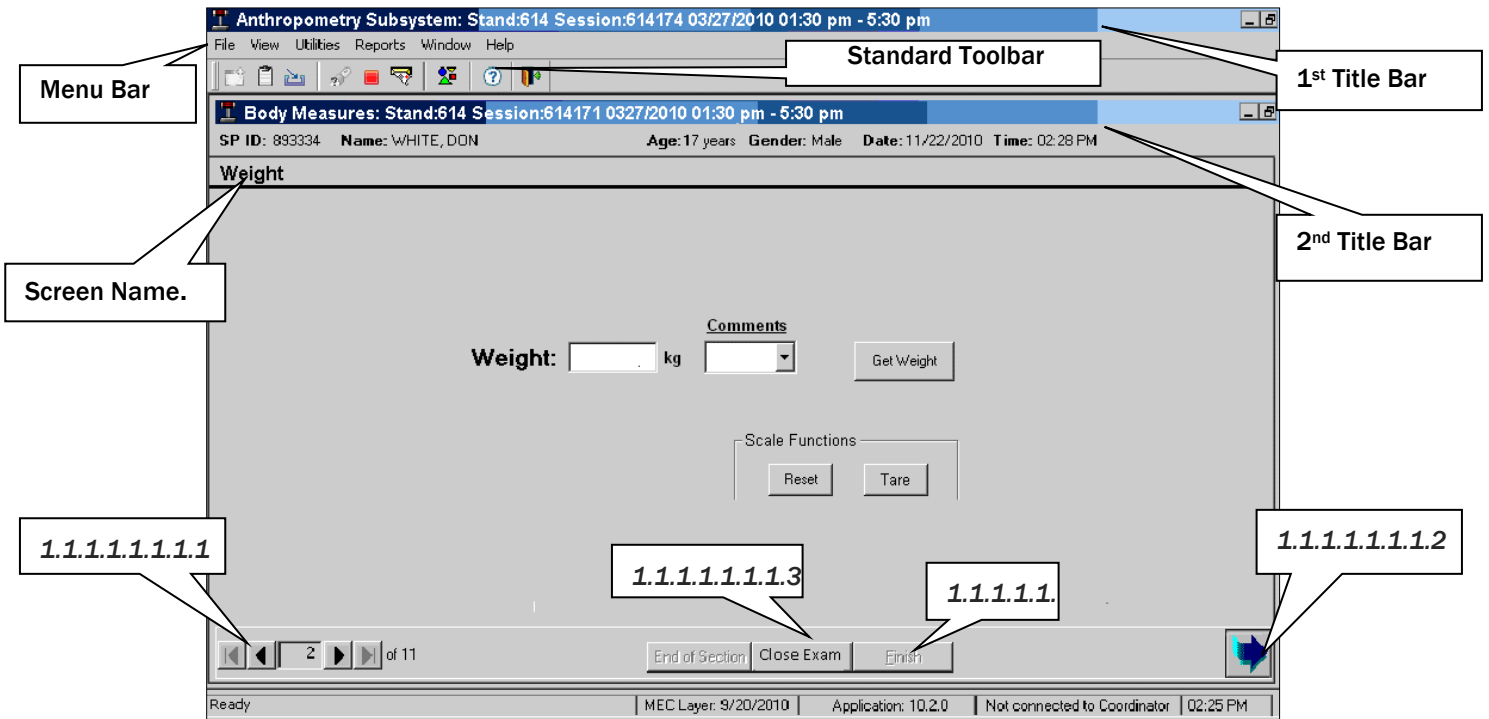 Anthropometry Subsystem: Stand:614 Session:614174 03/27/2010 01:30 pm - 5:30 pm
File View Utilities Reports Window Help
Standard Toolbar
Menu Bar
1st Title Bar
Body Measures: Stand:614 Session:614171 0327/2010 01:30 pm - 5:30 pm
SP ID: 893334 Name: WHITE, DON Age: 17 years Gender: Male Date: 11/22/2010 Time: 02:28 PM
Weight
2nd Title Bar
Screen Name.
Comments
Weight: . kg Get Weight
Scale Functions
Reset Tare
1.1.1.1.1.1.1.1
1.1.1.1.1.1.1.2
1.1.1.1.1.1.1.3
1.1.1.1.1.
2 of 11 End of Section Close Exam Finish
Ready MEC Layer: 9/20/2010 Application: 10.2.0 Not connected to Coordinator 02:25 PM